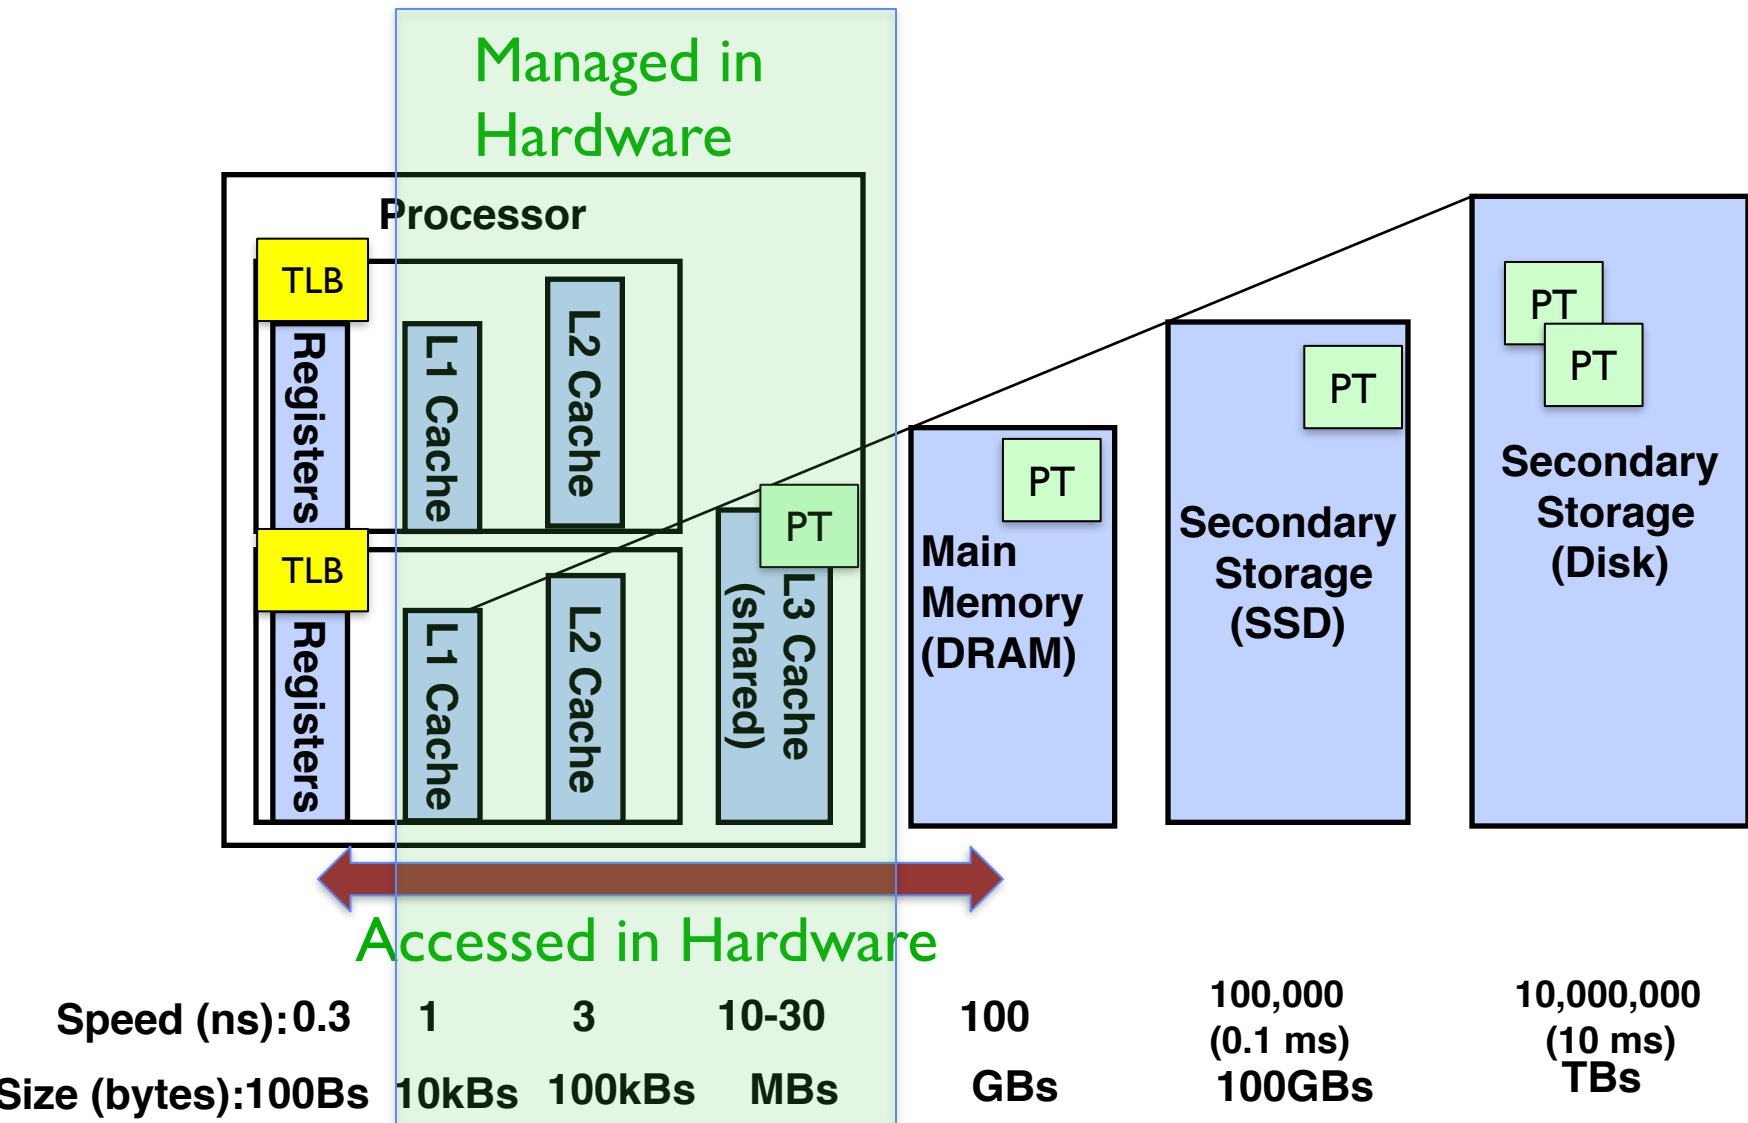 Managed in
Hardware
Processor
TLB
Registers
L1 Cache
L2 Cache
TLB
Registers
L1 Cache
L2 Cache
PT
L3 Cache
(shared)
PT
Main
Memory
(DRAM)
PT
Secondary
Storage
(SSD)
PT
PT
Secondary
Storage
(Disk)
Accessed in Hardware
Speed (ns): 0.3 1 3 10-30 100 100,000 10,000,000
(0.1 ms) (10 ms)
Size (bytes): 100Bs 10kBs 100kBs MBs GBs 100GBs TBs